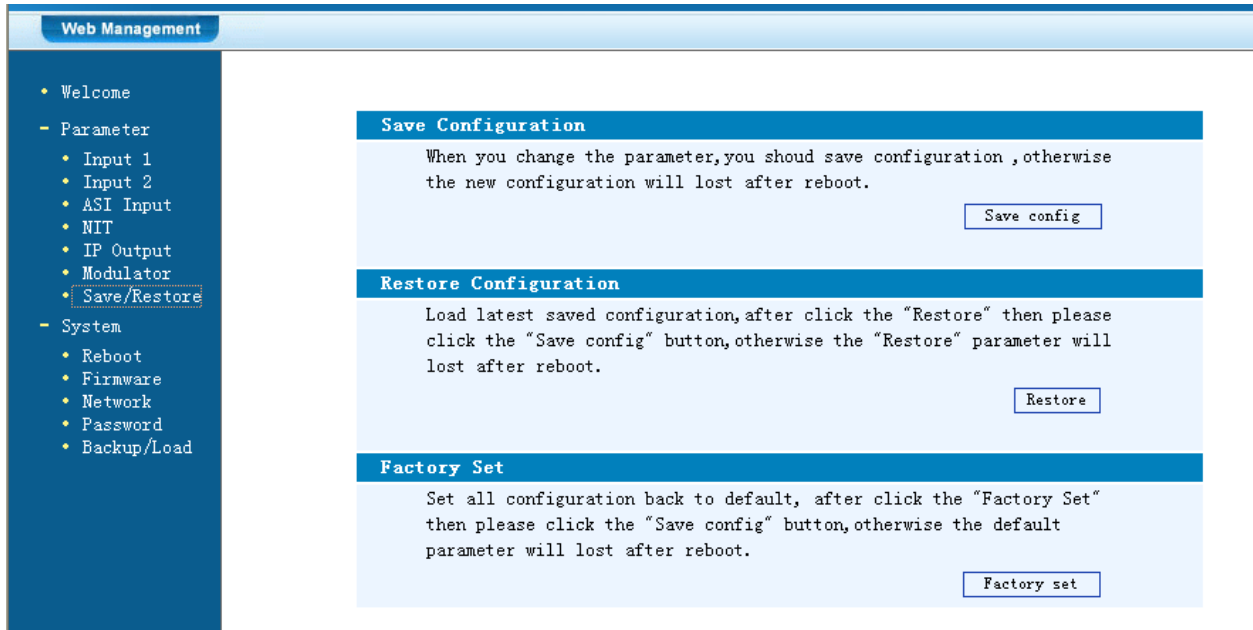 Web Management
Welcome
Parameter
Input 1
Input 2
ASI Input
NIT
IP Output
Modulator
Save/Restore
System
Reboot
Firmware
Network
Password
Backup/Load
Save Configuration
When you change the parameter,you shoud save configuration ,otherwise
the new configuration will lost after reboot.
Save config
Restore Configuration
Load latest saved configuration,after click the "Restore" then please
click the "Save config" button,otherwise the "Restore" parameter will
lost after reboot.
Restore
Factory Set
Set all configuration back to default, after click the "Factory Set"
then please click the "Save config" button,otherwise the default
parameter will lost after reboot.
Factory set